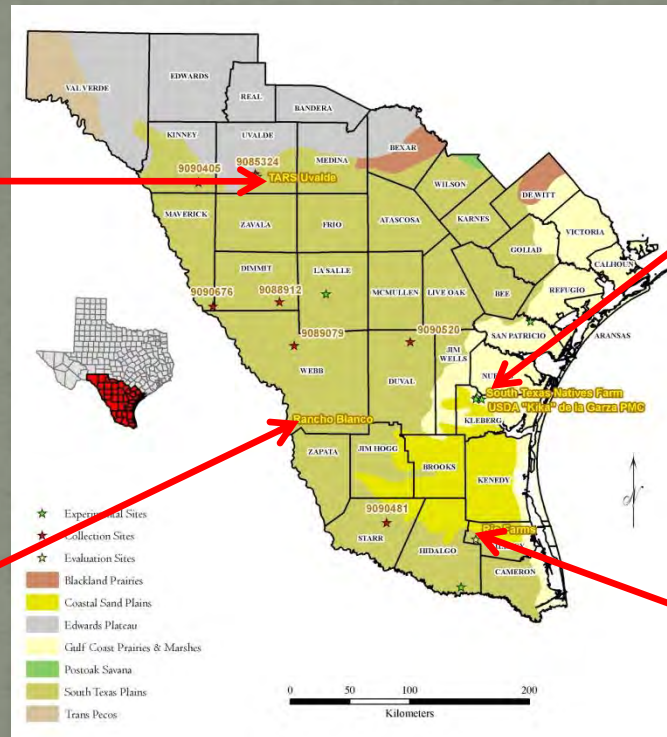 EDWARDS
VAL VERDE
REAL
BANDERA
KINNEY
UVALDE
BEXAR
MEDINA
9085324
9090405
TARS Uvalde
WILSON
DE WITT
MAVERICK
ZAVALA
FRIO
ATASCOSA
KARNES
VICTORIA
GOLIAD
CALHOUN
DIMMIT
LA SALLE
BEE
REFUGIO
9090676
9088912
MCMULLEN
LIVE OAK
ARANSAS
SAN PATRICIO
9089079
9090520
JIM
WELLS
WEBB
DUVAL
South Texas Natives Farm
USDA "Kika" de la Garza PMC
KLEBERG
Rancho Blanco
ZAPATA
JIM HOGG
BROOKS
KENEDY
9090481
STARR
HIDALGO
CAMERON
N
Experimental Sites
Collection Sites
Evaluation Sites
Blackland Prairies
Coastal Sand Plains
Edwards Plateau
Gulf Coast Prairies & Marshes
Postoak Savana
South Texas Plains
Trans Pecos
0 50 100 200
Kilometers